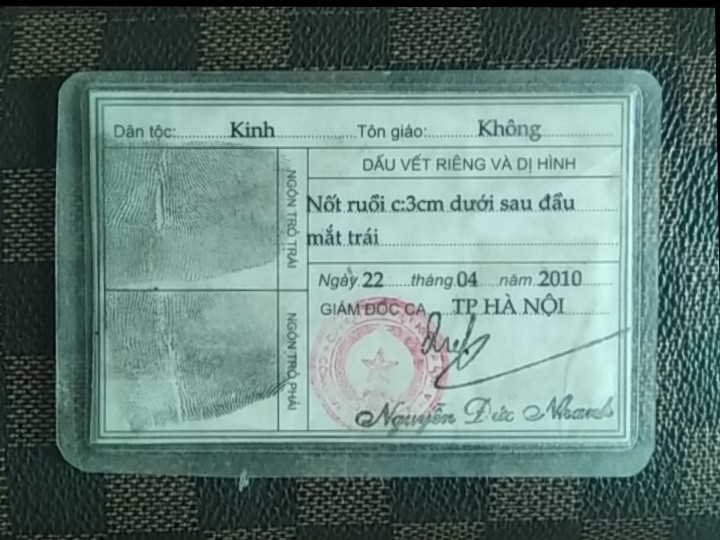 Dân tộc: Kinh Tôn giáo: Không
DẤU VẾT RIÊNG VÀ DỊ HÌNH
NGÓN TRỎ TRÁI
Nốt ruồi c:3cm dưới sau đầu
mắt trái
Ngày 22 tháng 04 năm 2010
GIÁM ĐỐC CA TP HÀ NỘI
NGÓN TRỎ PHẢI
Nguyễn Đức Nhanh